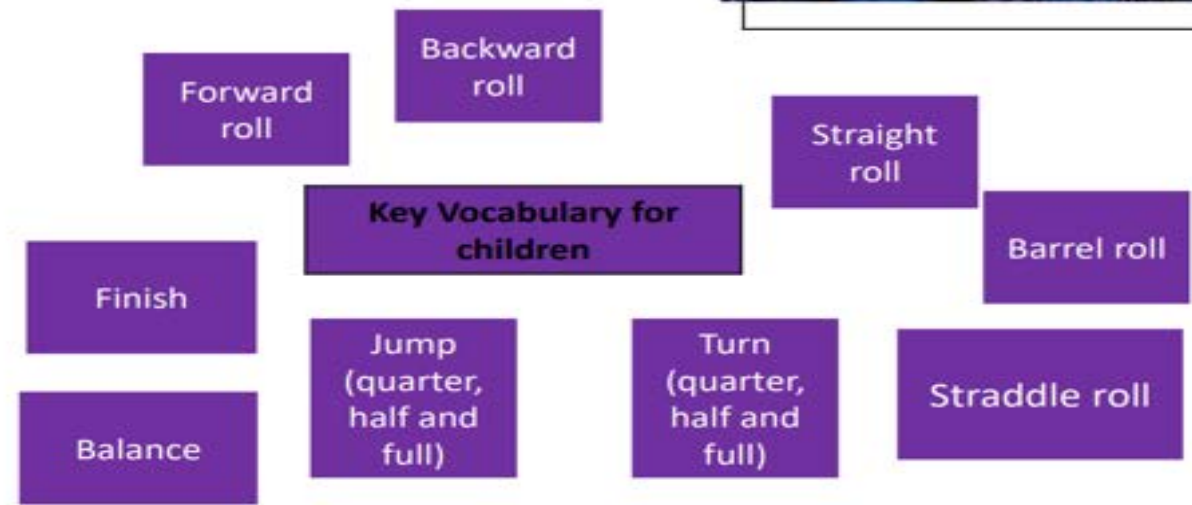 Backward
roll
Forward
roll
Straight
roll
Key Vocabulary for
children
Barrel roll
Finish
Jump
(quarter,
half and
full)
Turn
(quarter,
half and
full)
Straddle roll
Balance